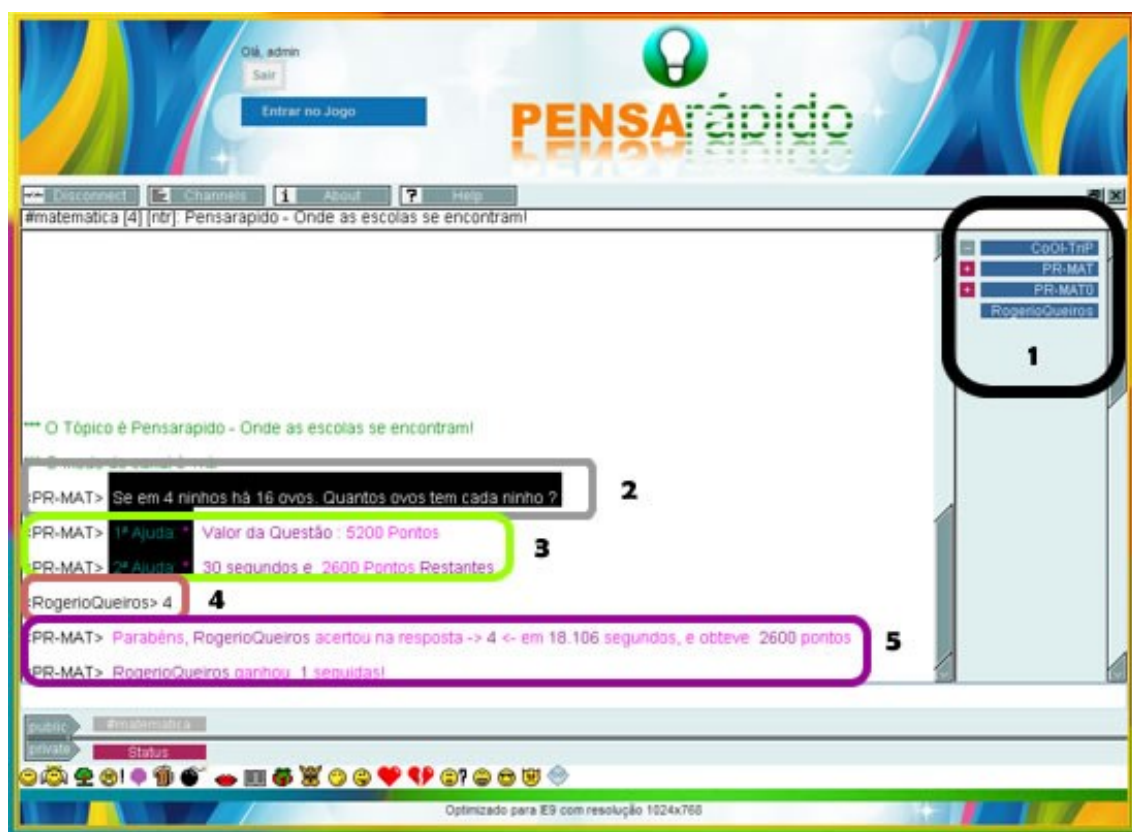 Olá, admin
Sair
Entrar no Jogo
PENSArápido
Disconnect Channels About Help
#matematica [4] [ntr]: Pensarapido - Onde as escolas se encontram!
CoOl-TriP
PR-MAT
PR-MAT0
RogerioQueiros
1
*** O Tópico é Pensarapido - Onde as escolas se encontram!
<PR-MAT> Se em 4 ninhos há 16 ovos. Quantos ovos tem cada ninho ?
2
<PR-MAT> 1ª Ajuda: * Valor da Questão : 5200 Pontos
<PR-MAT> 2ª Ajuda: * 30 segundos e 2600 Pontos Restantes
3
<RogerioQueiros> 4
4
<PR-MAT> Parabéns, RogerioQueiros acertou na resposta -> 4 <- em 18.106 segundos, e obteve 2600 pontos
<PR-MAT> RogerioQueiros ganhou 1 seguidas!
5
public #matematica
private Status
Optimizado para IE9 com resolução 1024x768